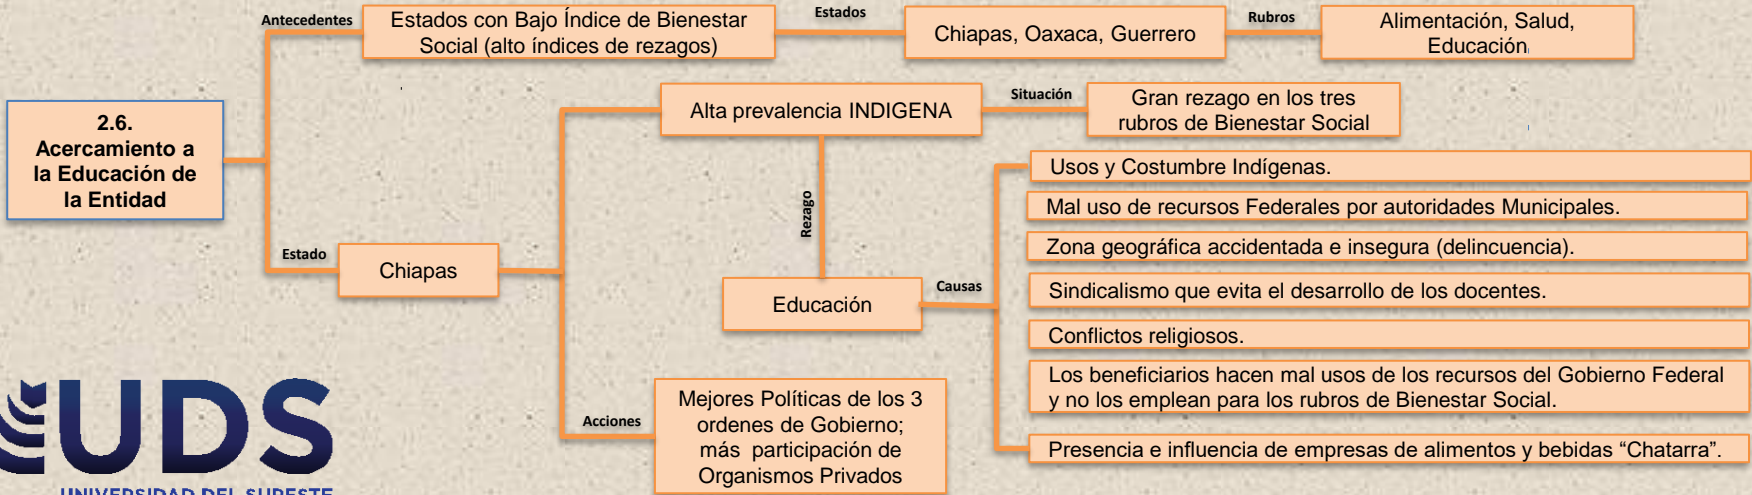 2.6.
Acercamiento a
la Educación de
la Entidad
Antecedentes
Estados con Bajo Índice de Bienestar
Social (alto índices de rezagos)
Estados
Chiapas, Oaxaca, Guerrero
Rubros
Alimentación, Salud,
Educación
Estado
Chiapas
Alta prevalencia INDIGENA
Situación
Gran rezago en los tres
rubros de Bienestar Social
Rezago
Educación
Causas
Usos y Costumbre Indígenas.
Mal uso de recursos Federales por autoridades Municipales.
Zona geográfica accidentada e insegura (delincuencia).
Sindicalismo que evita el desarrollo de los docentes.
Conflictos religiosos.
Los beneficiarios hacen mal usos de los recursos del Gobierno Federal
y no los emplean para los rubros de Bienestar Social.
Presencia e influencia de empresas de alimentos y bebidas “Chatarra”.
Acciones
Mejores Políticas de los 3
ordenes de Gobierno;
más participación de
Organismos Privados
UDS
UNIVERSIDAD DEL SURESTE